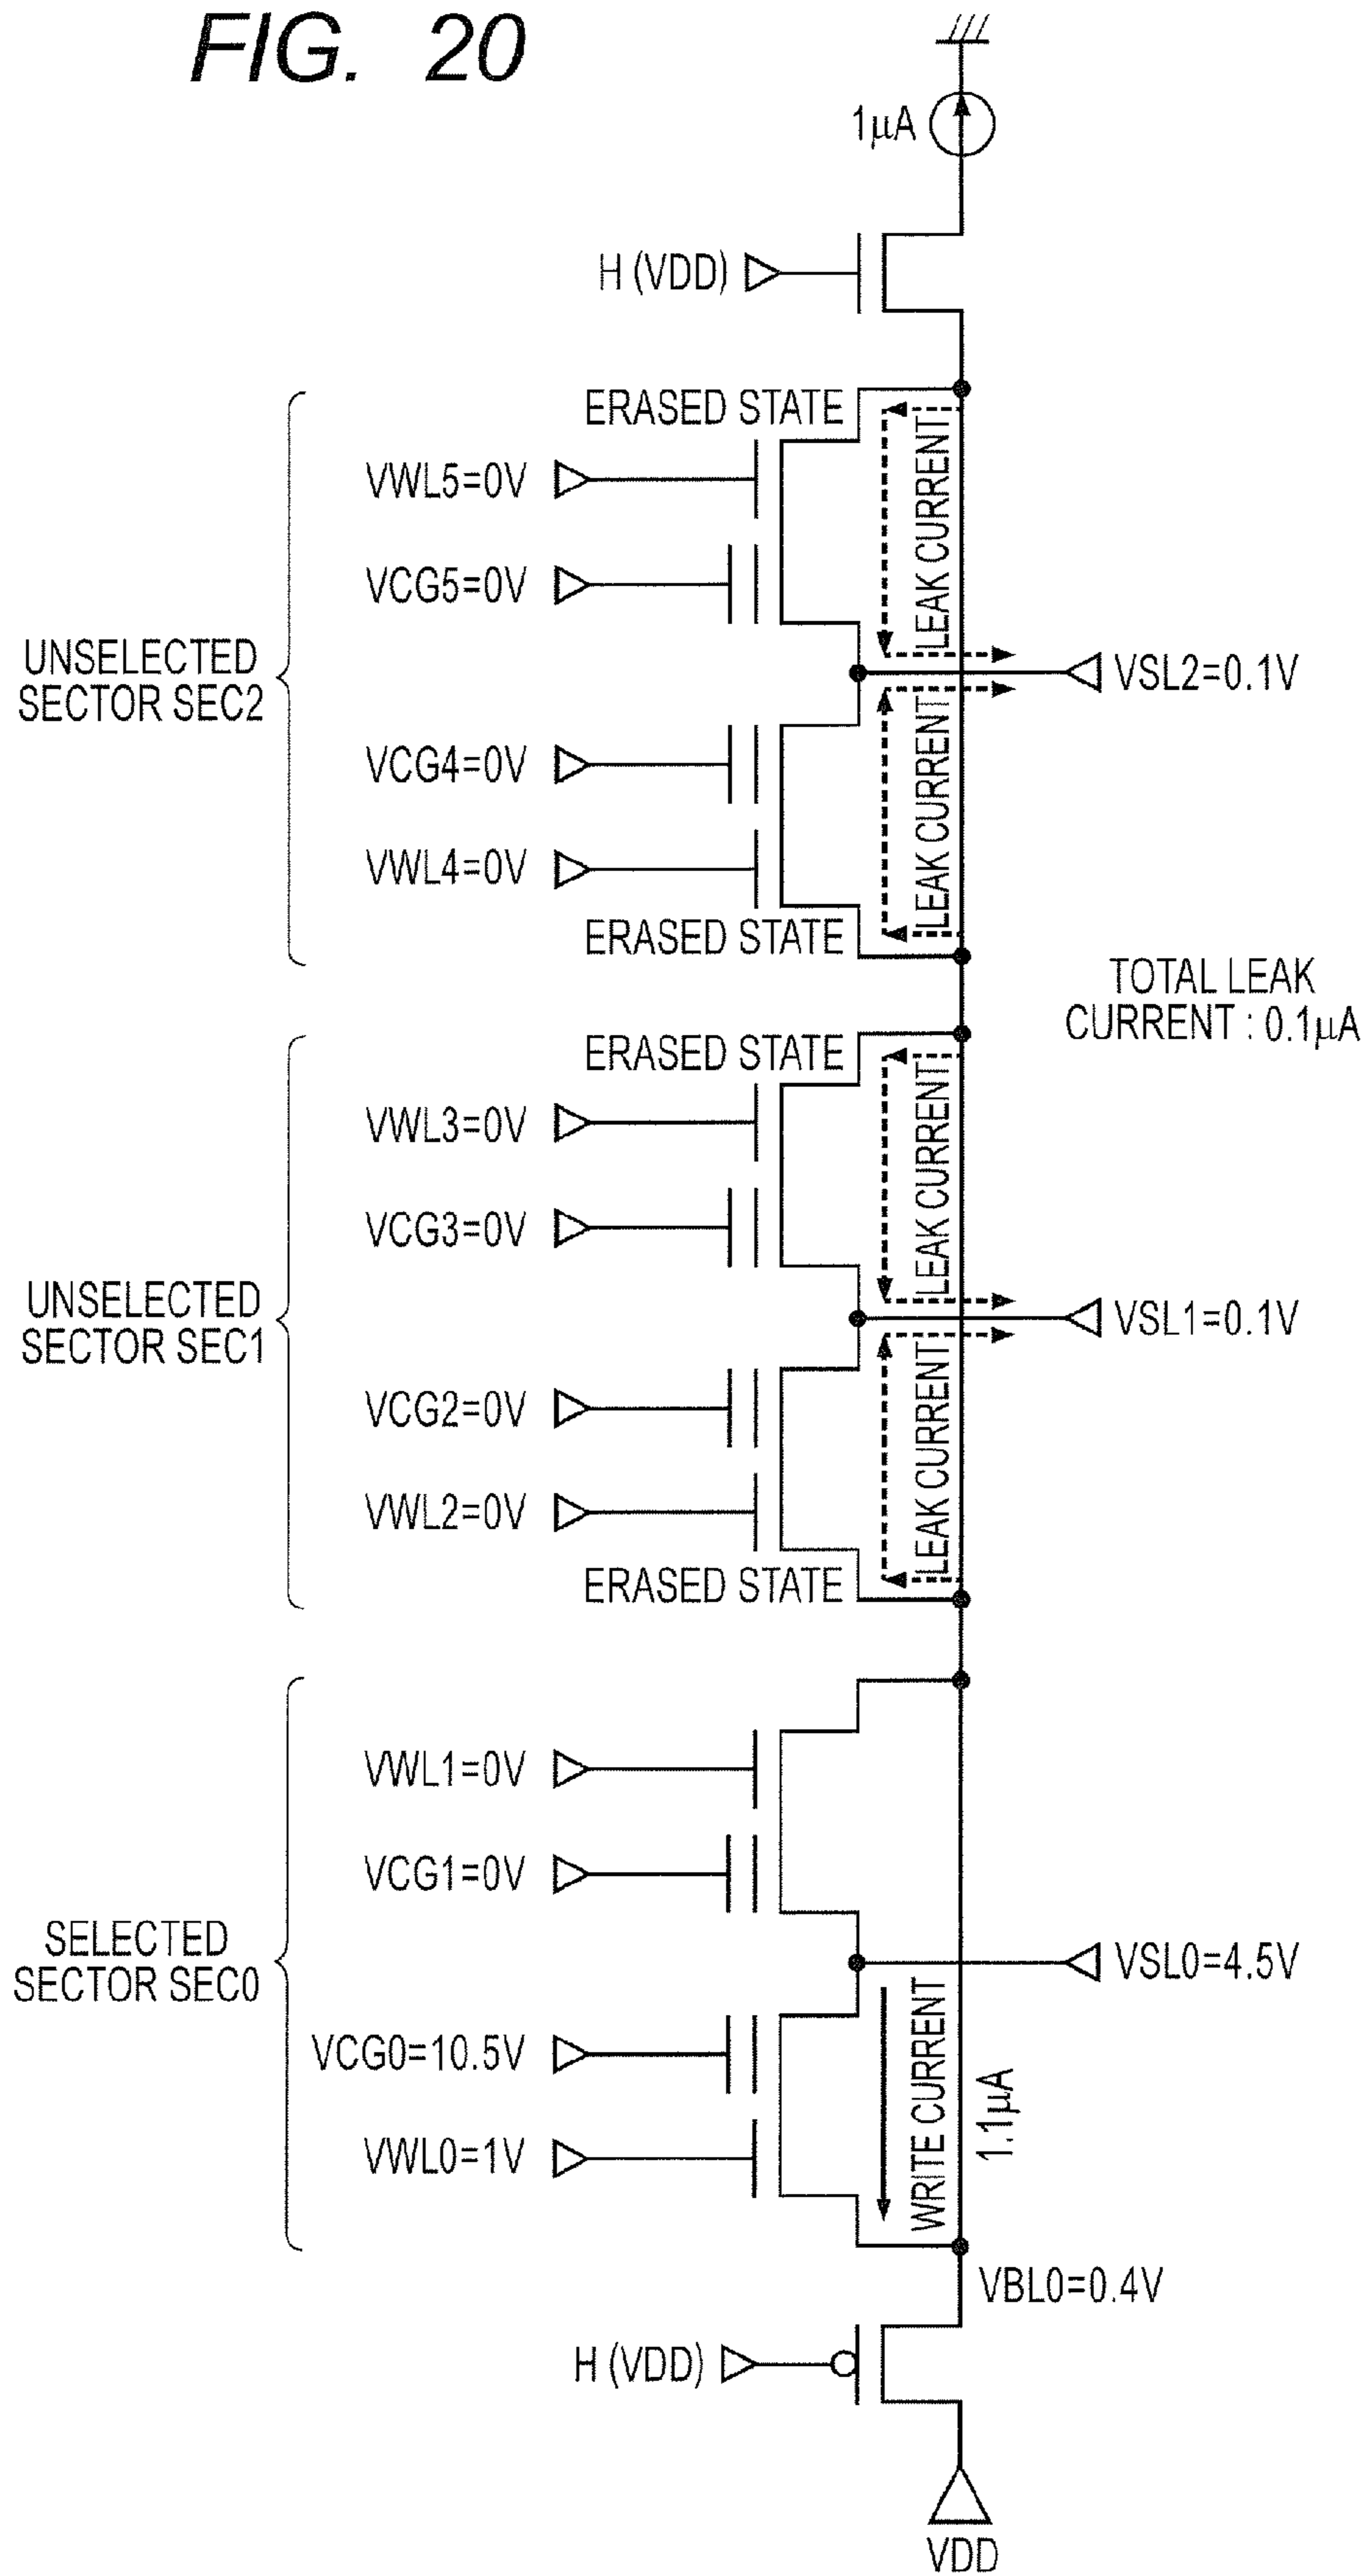 FIG. 20
1μA
H (VDD)
ERASED STATE
VWL5=0V
LEAK CURRENT
VCG5=0V
UNSELECTED
SECTOR SEC2
VSL2=0.1V
VCG4=0V
LEAK CURRENT
VWL4=0V
ERASED STATE
TOTAL LEAK
CURRENT : 0.1μA
ERASED STATE
VWL3=0V
LEAK CURRENT
VCG3=0V
UNSELECTED
SECTOR SEC1
VSL1=0.1V
VCG2=0V
LEAK CURRENT
VWL2=0V
ERASED STATE
VWL1=0V
VCG1=0V
SELECTED
SECTOR SEC0
VSL0=4.5V
VCG0=10.5V
WRITE CURRENT
1.1μA
VWL0=1V
VBL0=0.4V
H (VDD)
VDD